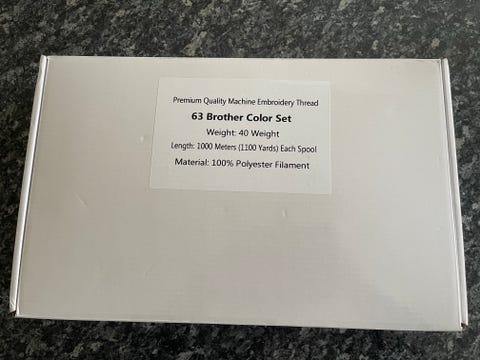 Premium Quality Machine Embroidery Thread
63 Brother Color Set
Weight: 40 Weight
Length: 1000 Meters (1100 Yards) Each Spool
Material: 100% Polyester Filament